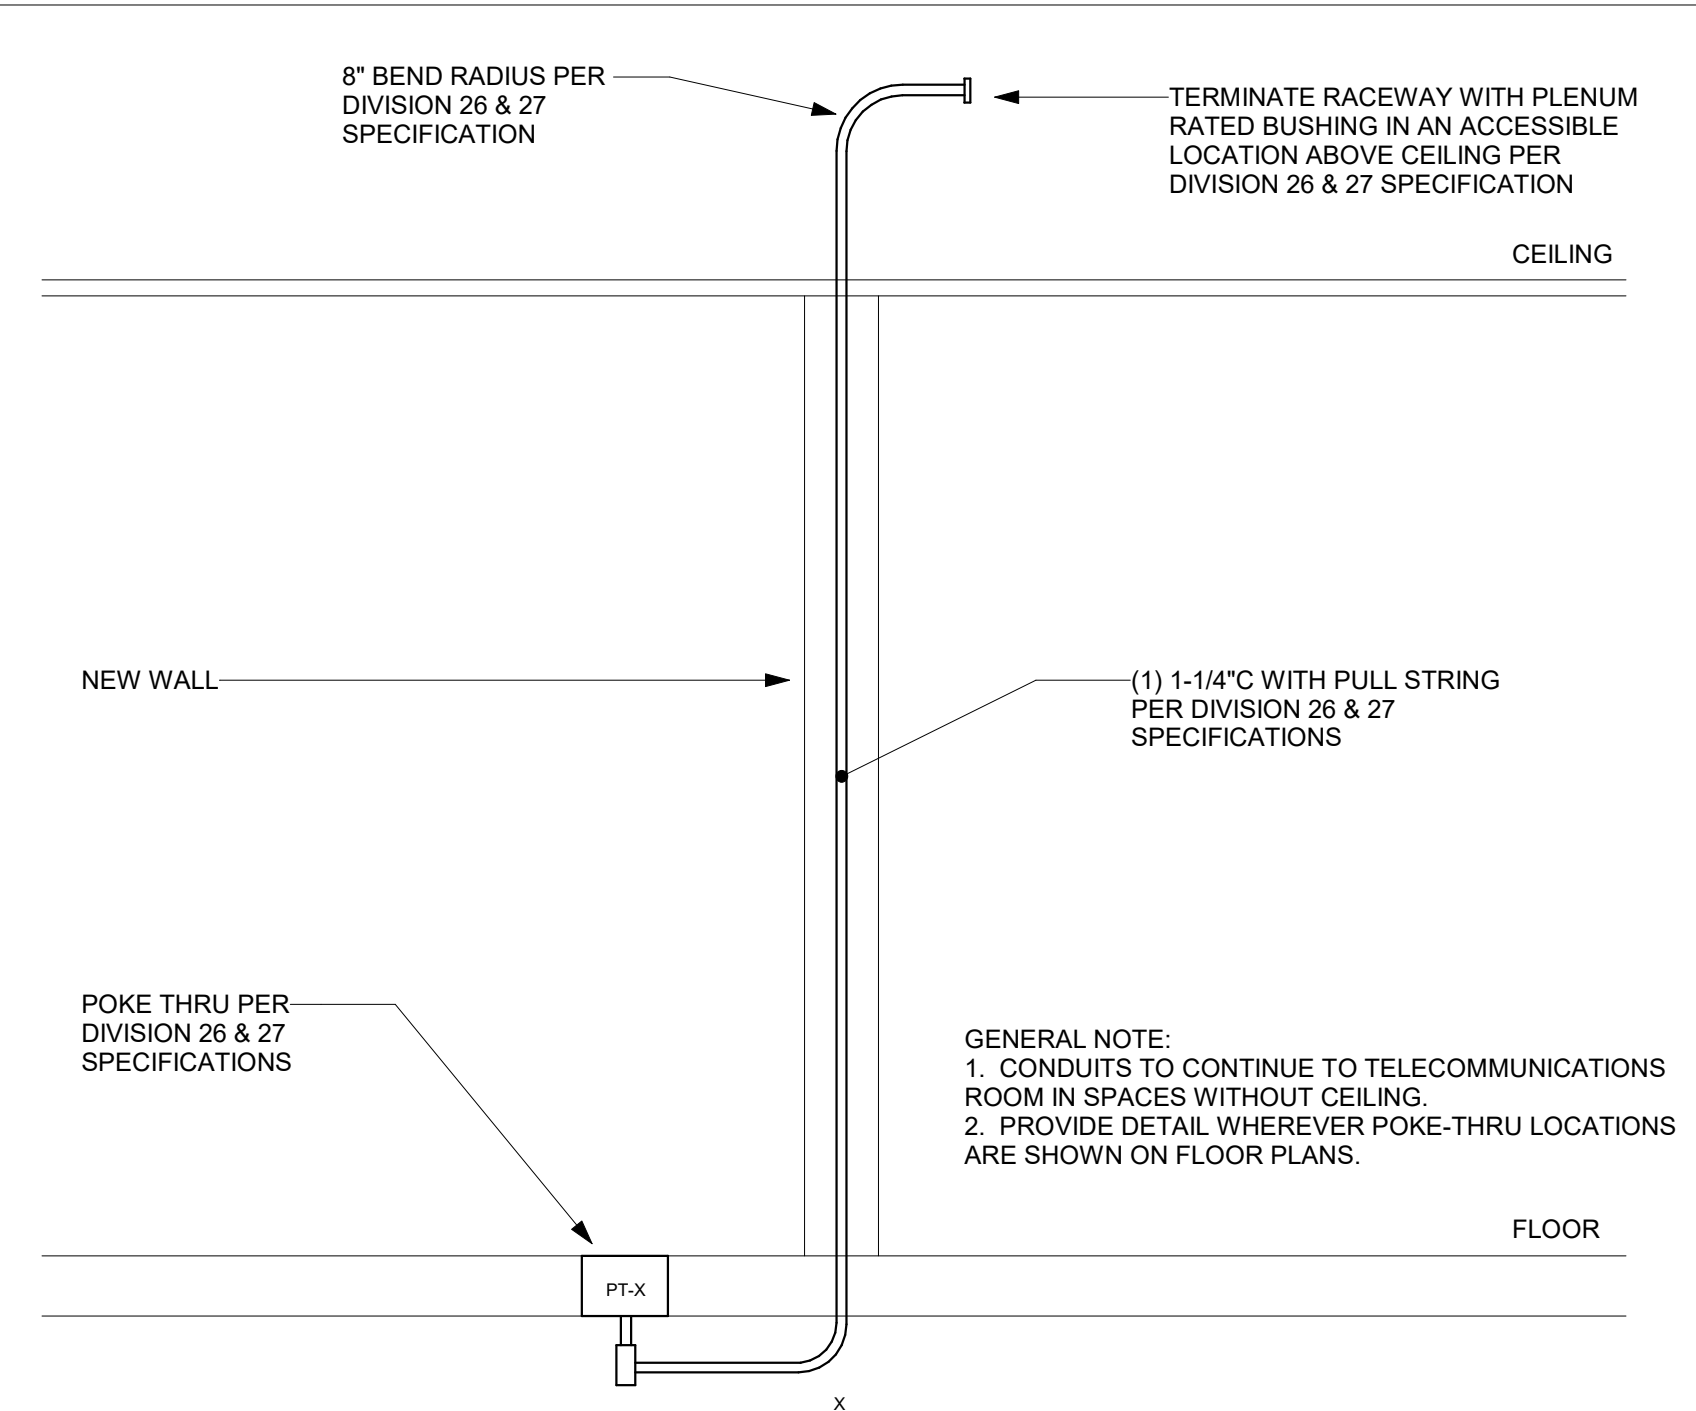 8" BEND RADIUS PER
DIVISION 26 & 27
SPECIFICATION
TERMINATE RACEWAY WITH PLENUM
RATED BUSHING IN AN ACCESSIBLE
LOCATION ABOVE CEILING PER
DIVISION 26 & 27 SPECIFICATION
CEILING
NEW WALL
(1) 1-1/4"C WITH PULL STRING
PER DIVISION 26 & 27
SPECIFICATIONS
POKE THRU PER
DIVISION 26 & 27
SPECIFICATIONS
GENERAL NOTE:
1. CONDUITS TO CONTINUE TO TELECOMMUNICATIONS
ROOM IN SPACES WITHOUT CEILING.
2. PROVIDE DETAIL WHEREVER POKE-THRU LOCATIONS
ARE SHOWN ON FLOOR PLANS.
FLOOR
PT-X
X